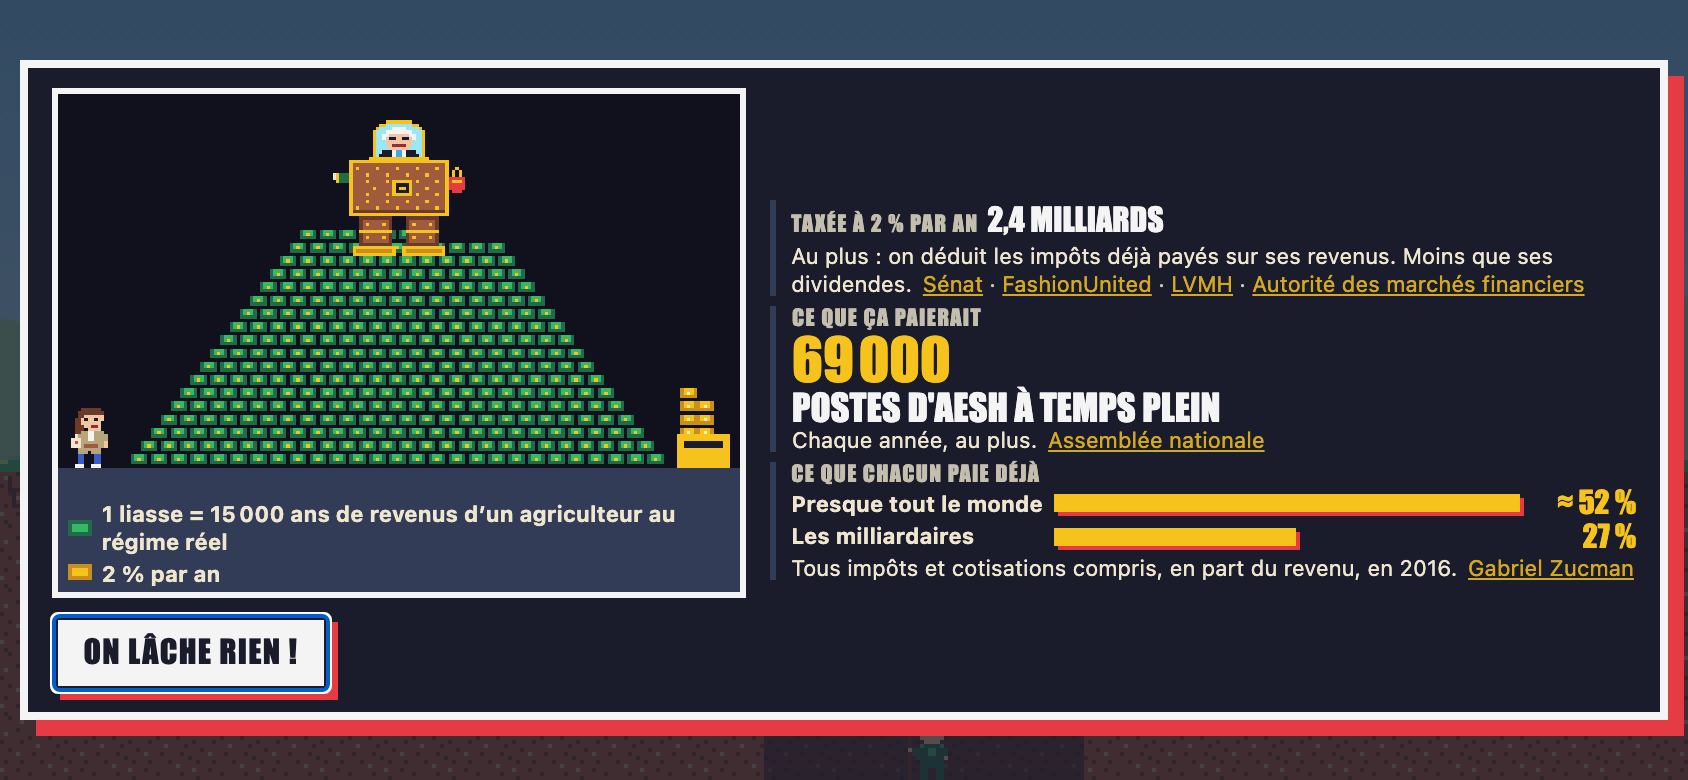 1 liasse = 15 000 ans de revenus d’un agriculteur au
régime réel
2 % par an
ON LÂCHE RIEN !
TAXÉE À 2 % PAR AN 2,4 MILLIARDS
Au plus : on déduit les impôts déjà payés sur ses revenus. Moins que ses
dividendes. Sénat · FashionUnited · LVMH · Autorité des marchés financiers
CE QUE ÇA PAIERAIT
69 000
POSTES D'AESH À TEMPS PLEIN
Chaque année, au plus. Assemblée nationale
CE QUE CHACUN PAIE DÉJÀ
Presque tout le monde ≈ 52 %
Les milliardaires 27 %
Tous impôts et cotisations compris, en part du revenu, en 2016. Gabriel Zucman